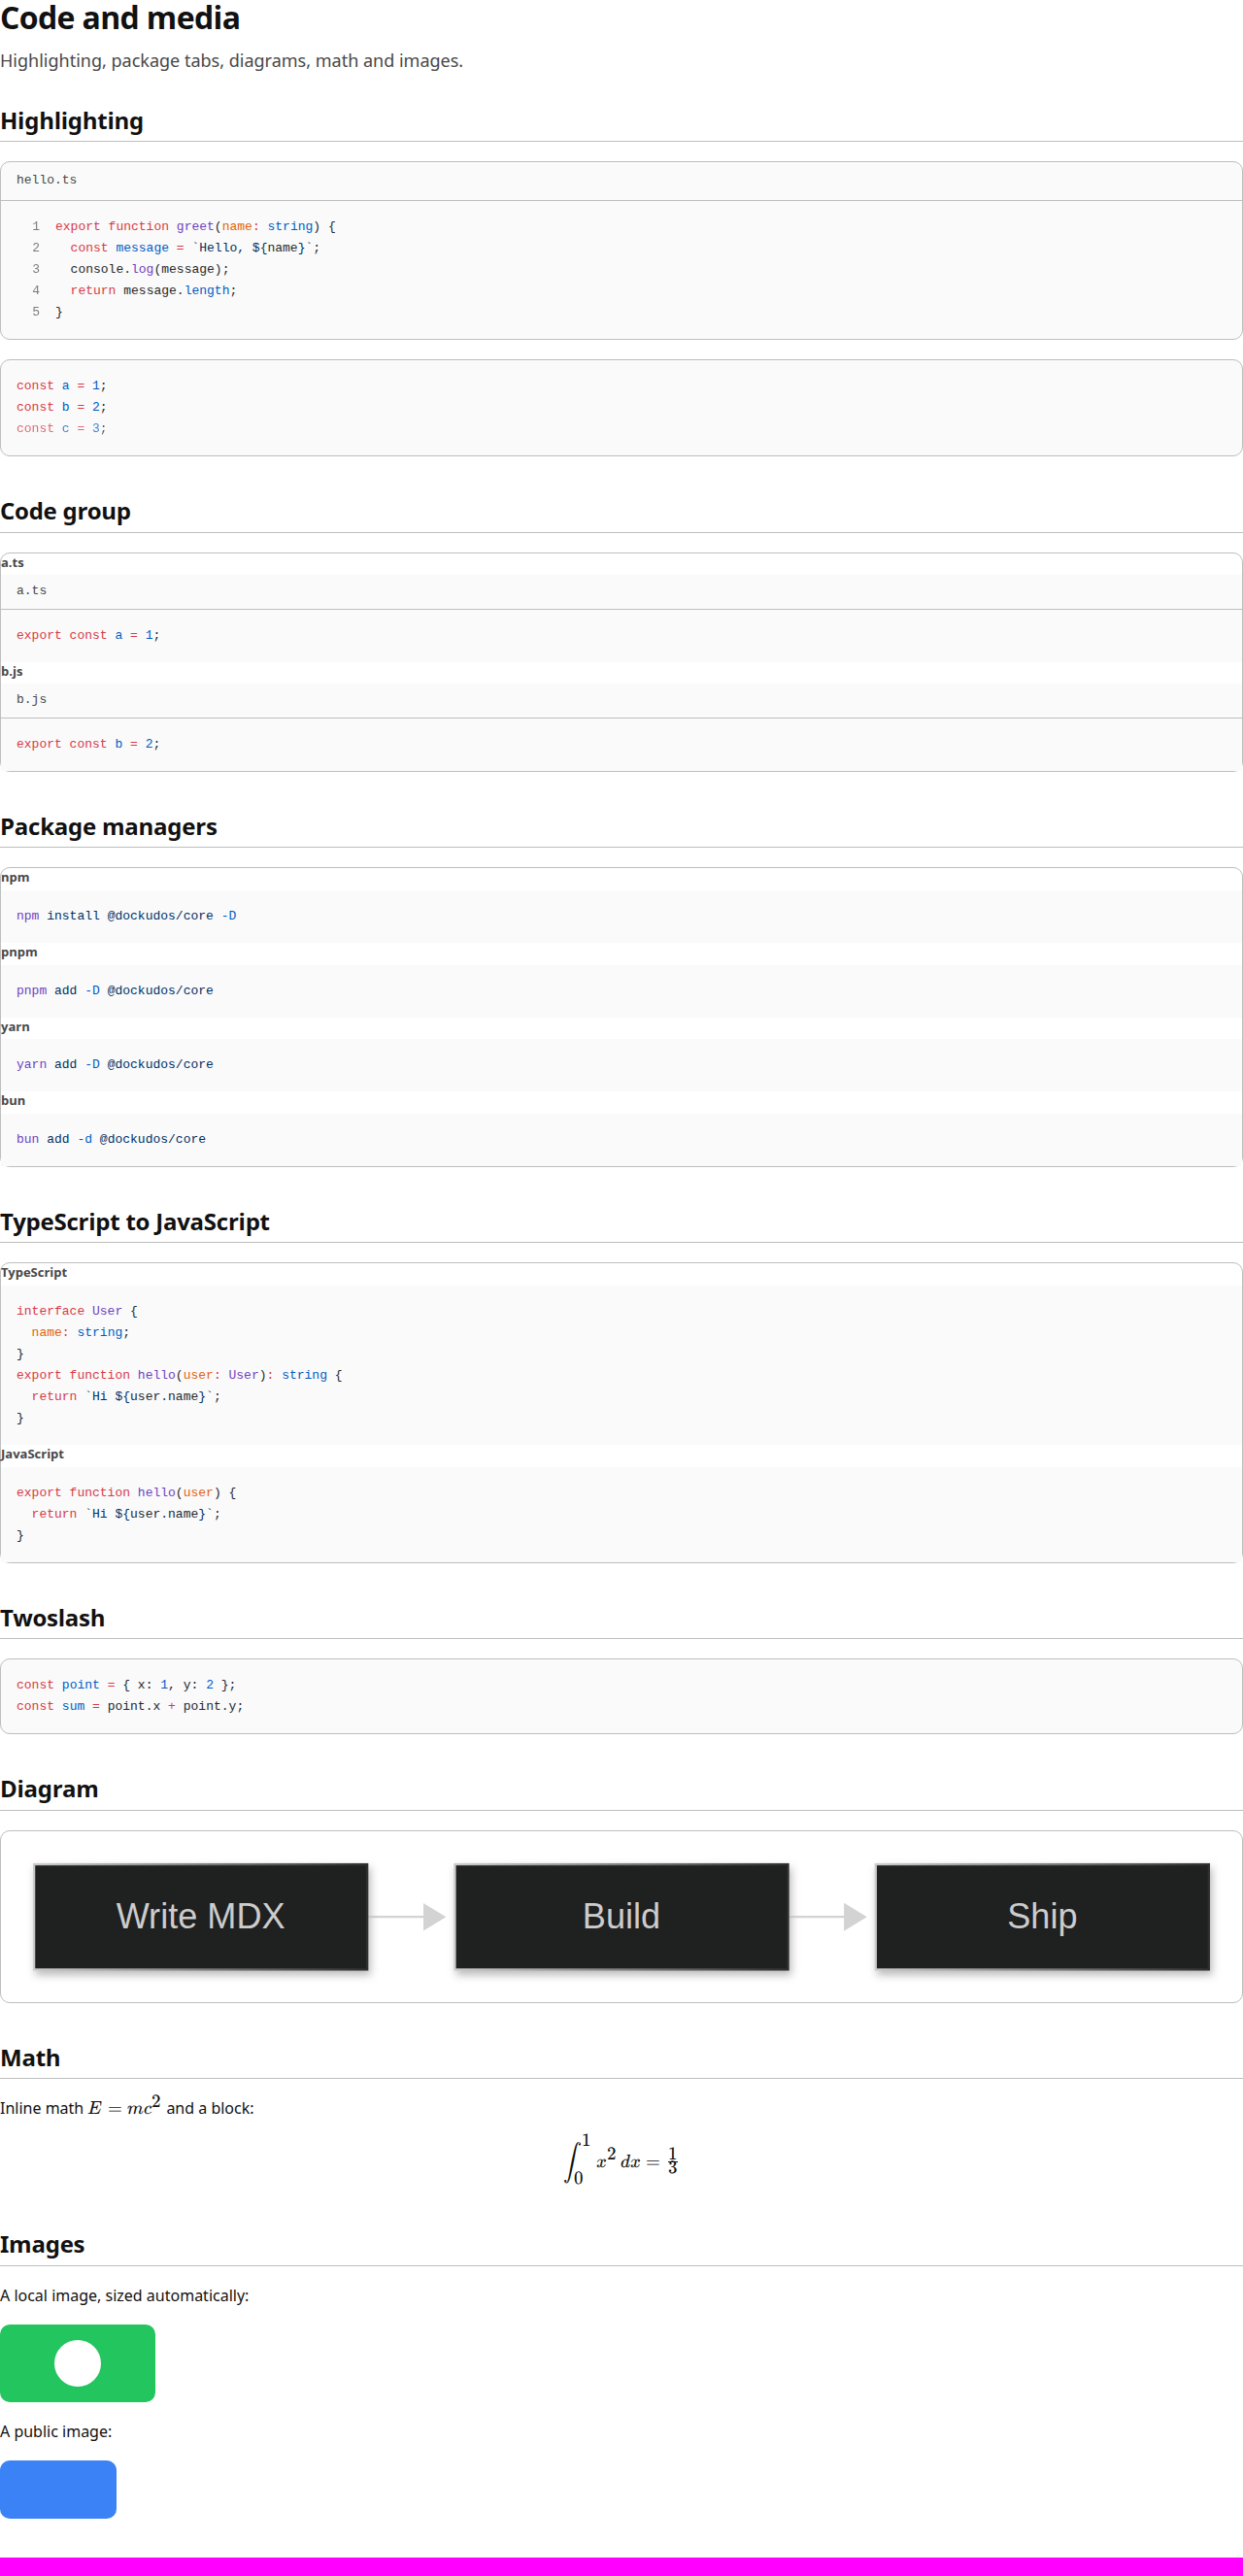 Code and media
Highlighting, package tabs, diagrams, math and images.
Highlighting
hello.ts
1 export function greet(name: string) {
2   const message = `Hello, ${name}`;
3   console.log(message);
4   return message.length;
5 }
const a = 1;
const b = 2;
const c = 3;
Code group
a.ts
a.ts
export const a = 1;
b.js
b.js
export const b = 2;
Package managers
npm
npm install @dockudos/core -D
pnpm
pnpm add -D @dockudos/core
yarn
yarn add -D @dockudos/core
bun
bun add -d @dockudos/core
TypeScript to JavaScript
TypeScript
interface User {
  name: string;
}
export function hello(user: User): string {
  return `Hi ${user.name}`;
}
JavaScript
export function hello(user) {
  return `Hi ${user.name}`;
}
Twoslash
const point = { x: 1, y: 2 };
const sum = point.x + point.y;
Diagram
Write MDX
Build
Ship
Math
Inline math E = mc² and a block:
∫₀¹ x² dx = 1/3
Images
A local image, sized automatically:
A public image: